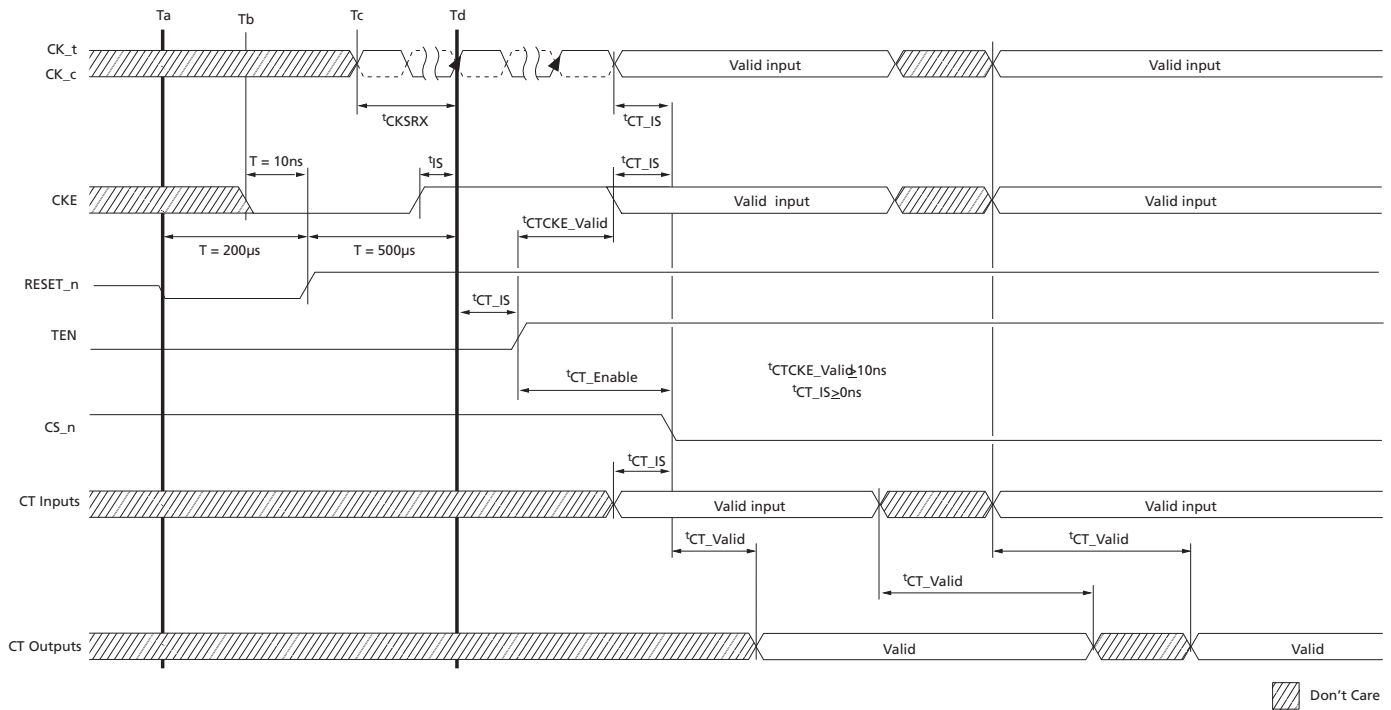 Ta Tb Tc Td
CK_t
CK_c
Valid input Valid input
tCKSRX tCT_IS
T = 10ns tIS tCT_IS
CKE Valid input Valid input
tCTCKE_Valid
T = 200µs T = 500µs
RESET_n
tCT_IS
TEN
tCT_Enable tCTCKE_Valid≥10ns
tCT_IS≥0ns
CS_n
tCT_IS
CT Inputs Valid input Valid input
tCT_Valid tCT_Valid
tCT_Valid
CT Outputs Valid Valid
Don't Care